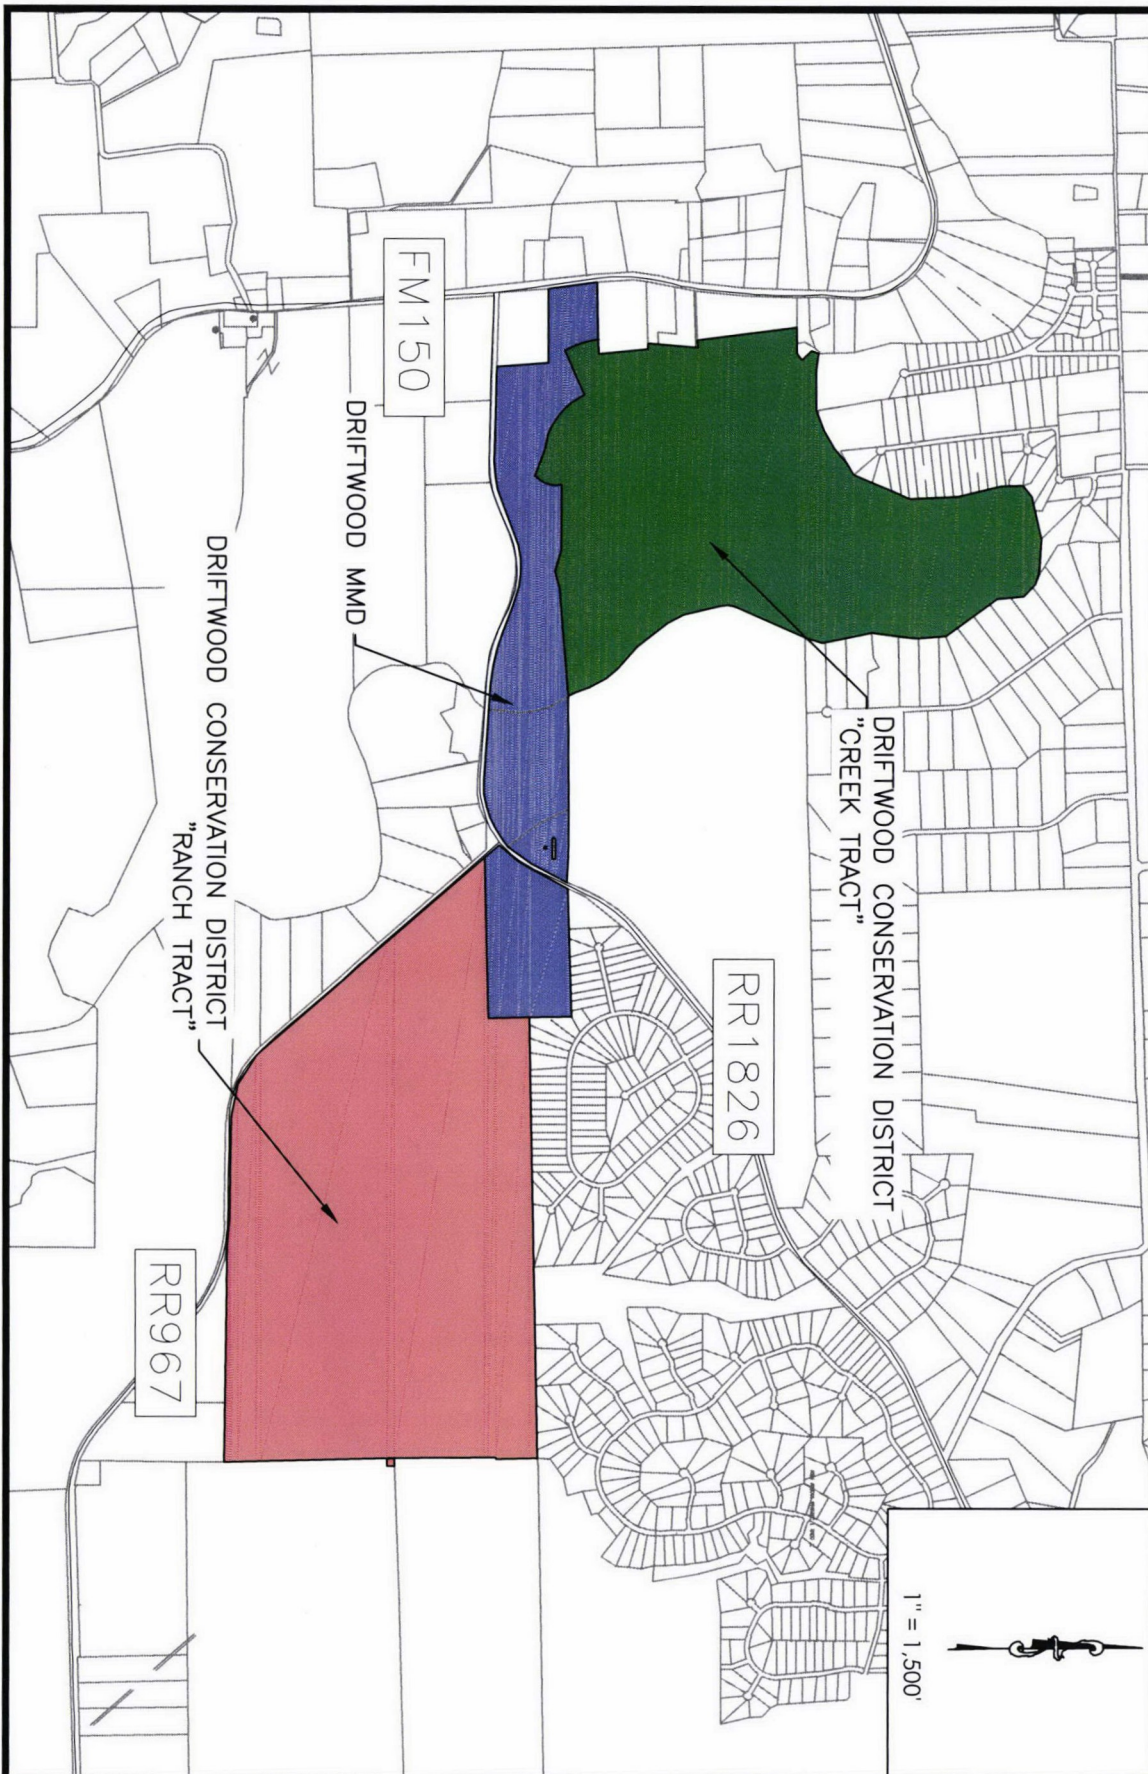 1" = 1,500'
DRIFTWOOD CONSERVATION DISTRICT
"CREEK TRACT"
RR1826
FM150
DRIFTWOOD MMD
DRIFTWOOD CONSERVATION DISTRICT
"RANCH TRACT"
RR967